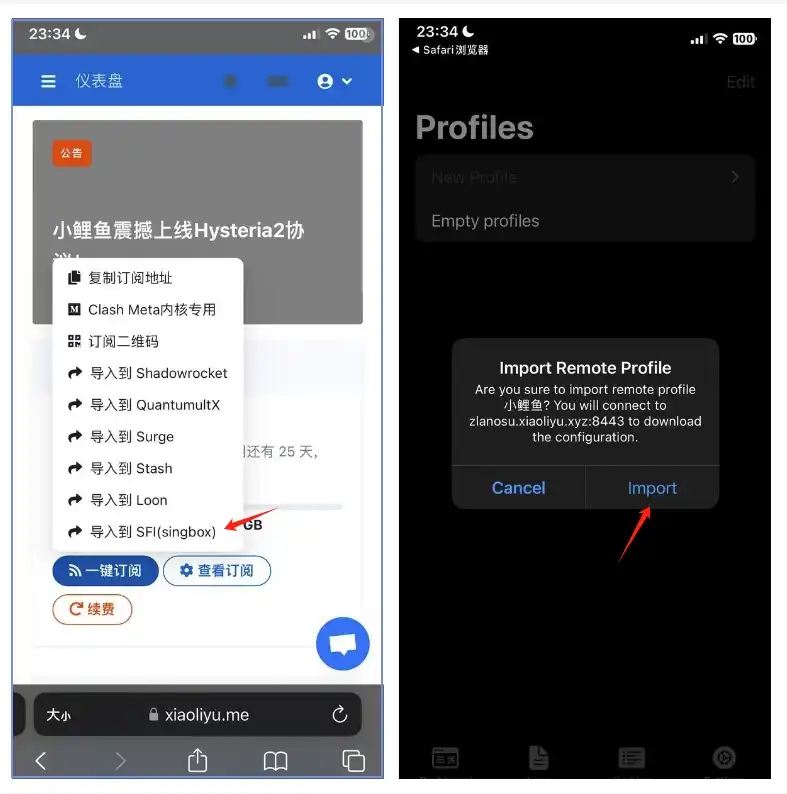 23:34
100
仪表盘
公告
小鲤鱼震撼上线Hysteria2协
复制订阅地址
Clash Meta内核专用
订阅二维码
导入到 Shadowrocket
导入到 QuantumultX
导入到 Surge
还有 25 天,
导入到 Stash
导入到 Loon
导入到 SFI(singbox)
GB
一键订阅
查看订阅
续费
大小
xiaoliyu.me
23:34
100
Safari浏览器
Edit
Profiles
New Profile
Empty profiles
Import Remote Profile
Are you sure to import remote profile
小鲤鱼? You will connect to
zlanosu.xiaoliyu.xyz:8443 to download
the configuration.
Cancel
Import